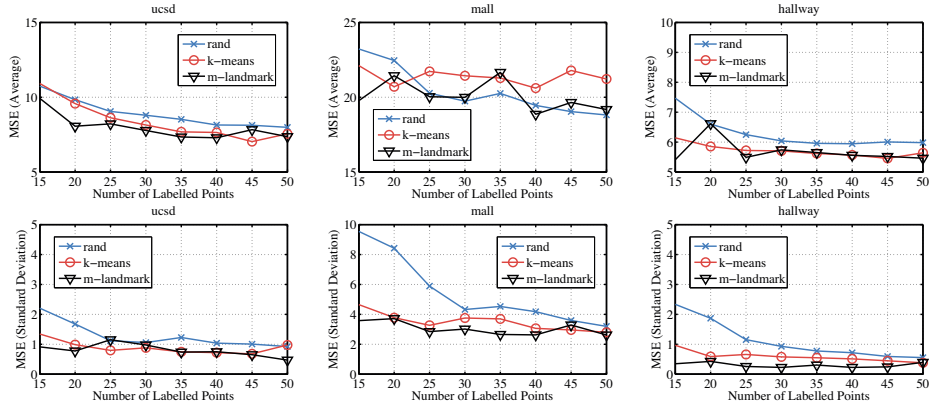 ucsd
15
10
5
MSE (Average)
rand
k−means
m−landmark
15 20 25 30 35 40 45 50
Number of Labelled Points
mall
25
20
15
MSE (Average)
rand
k−means
m−landmark
15 20 25 30 35 40 45 50
Number of Labelled Points
hallway
10
9
8
7
6
5
MSE (Average)
rand
k−means
m−landmark
15 20 25 30 35 40 45 50
Number of Labelled Points
ucsd
5
4
3
2
1
0
MSE (Standard Deviation)
rand
k−means
m−landmark
15 20 25 30 35 40 45 50
Number of Labelled Points
mall
10
8
6
4
2
0
MSE (Standard Deviation)
rand
k−means
m−landmark
15 20 25 30 35 40 45 50
Number of Labelled Points
hallway
5
4
3
2
1
0
MSE (Standard Deviation)
rand
k−means
m−landmark
15 20 25 30 35 40 45 50
Number of Labelled Points